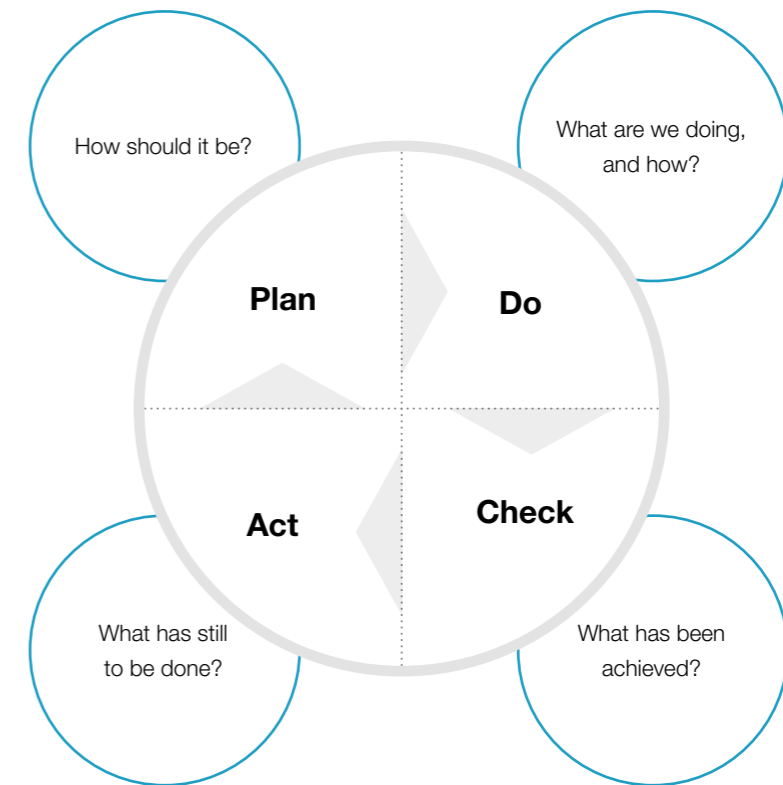 How should it be?
What are we doing,
and how?
Plan
Do
Act
Check
What has still
to be done?
What has been
achieved?